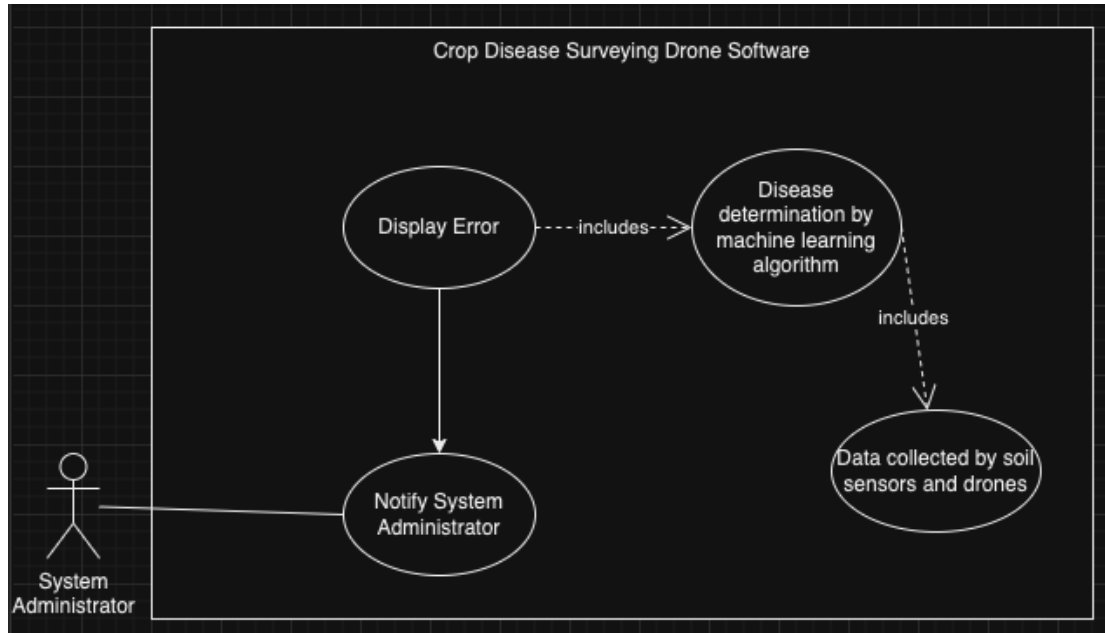 Crop Disease Surveying Drone Software
Display Error
includes
Disease
determination by
machine learning
algorithm
includes
Data collected by soil
sensors and drones
Notify System
Administrator
System
Administrator